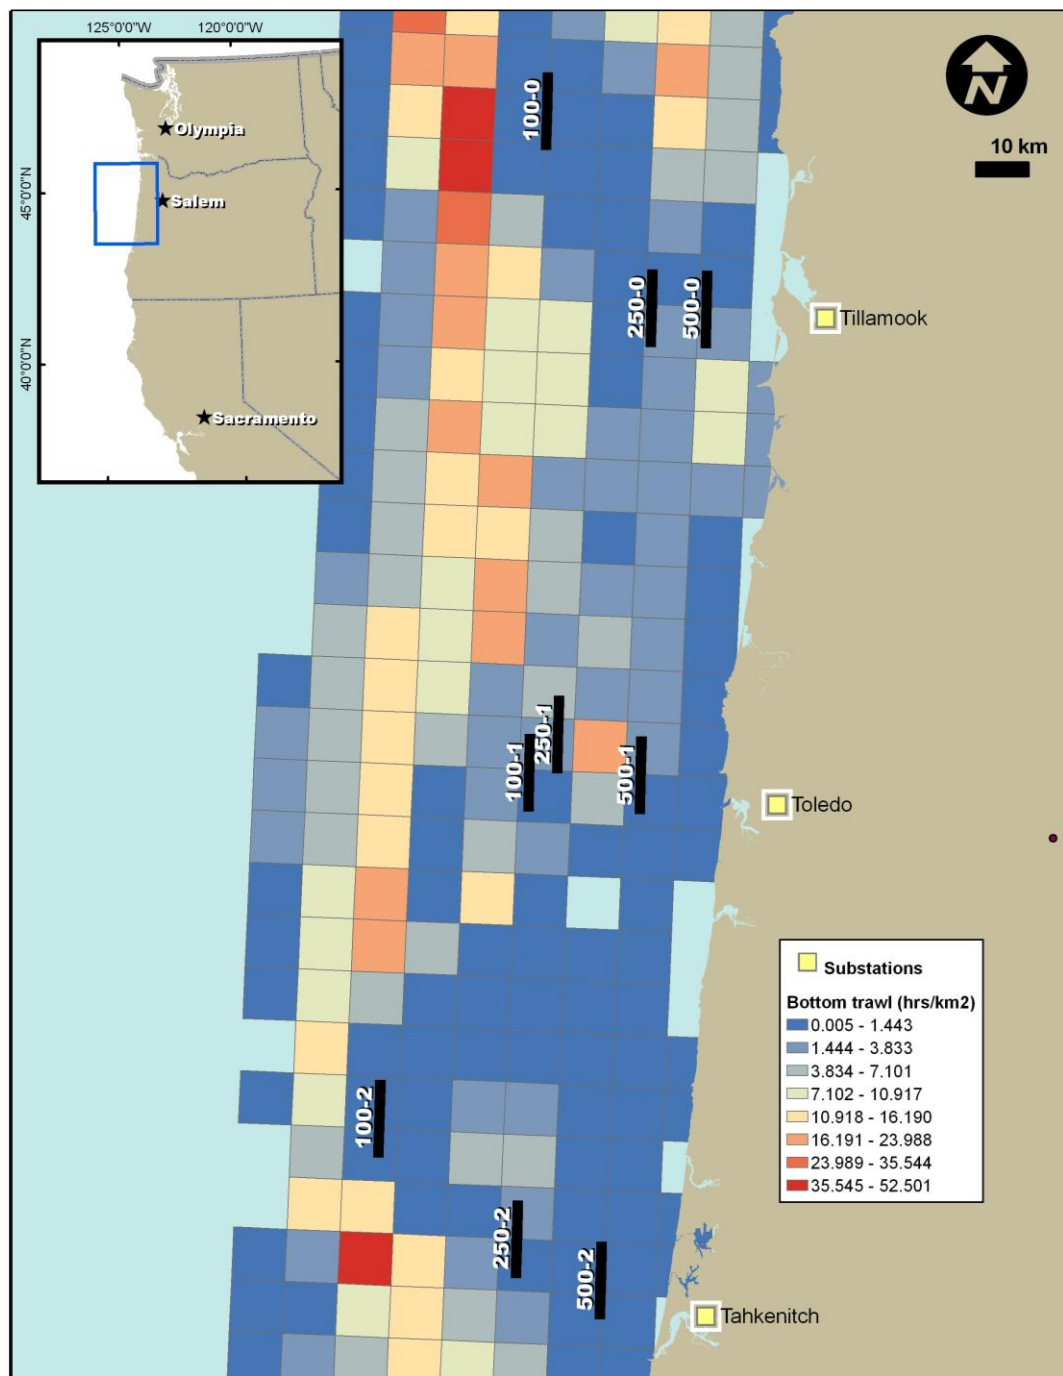 125°0'0"W 120°0'0"W
45°0'0"N
40°0'0"N
Olympia
Salem
Sacramento
N
10 km
100-0
250-0
500-0
Tillamook
250-1
100-1
500-1
Toledo
Substations
Bottom trawl (hrs/km2)
0.005 - 1.443
1.444 - 3.833
3.834 - 7.101
7.102 - 10.917
10.918 - 16.190
16.191 - 23.988
23.989 - 35.544
35.545 - 52.501
100-2
250-2
500-2
Tahkenitch